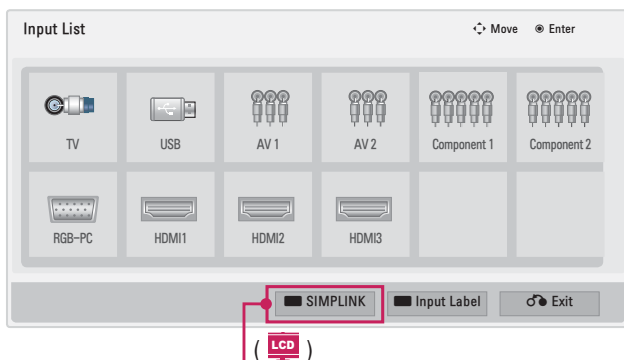 Input List
Move
Enter
TV
USB
AV 1
AV 2
Component 1
Component 2
RGB-PC
HDMI1
HDMI2
HDMI3
SIMPLINK
Input Label
Exit
( LCD )